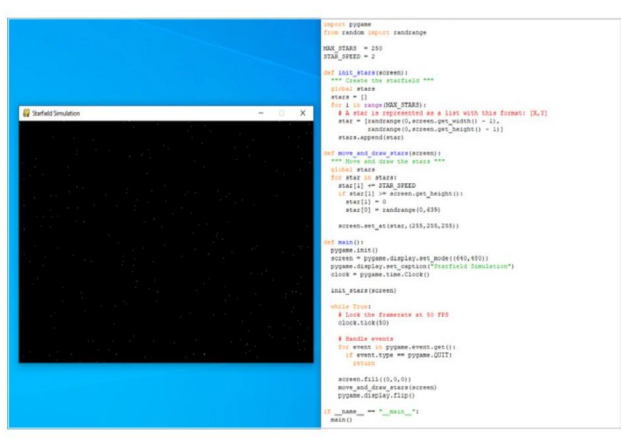 Starfield Simulation
import pygame
from random import randrange

MAX_STARS  = 250
STAR_SPEED = 2

def init_stars(screen):
  """ Create the starfield """
  global stars
  stars = []
  for i in range(MAX_STARS):
    # A star is represented as a list with this format: [X,Y]
    star = [randrange(0,screen.get_width() - 1),
            randrange(0,screen.get_height() - 1)]
    stars.append(star)

def move_and_draw_stars(screen):
  """ Move and draw the stars """
  global stars
  for star in stars:
    star[1] += STAR_SPEED
    if star[1] >= screen.get_height():
      star[1] = 0
      star[0] = randrange(0,639)

    screen.set_at(star,(255,255,255))

def main():
  pygame.init()
  screen = pygame.display.set_mode((640,480))
  pygame.display.set_caption("Starfield Simulation")
  clock = pygame.time.Clock()

  init_stars(screen)

  while True:
    # Lock the framerate at 50 FPS
    clock.tick(50)

    # Handle events
    for event in pygame.event.get():
      if event.type == pygame.QUIT:
        return

    screen.fill((0,0,0))
    move_and_draw_stars(screen)
    pygame.display.flip()

if __name__ == "__main__":
  main()